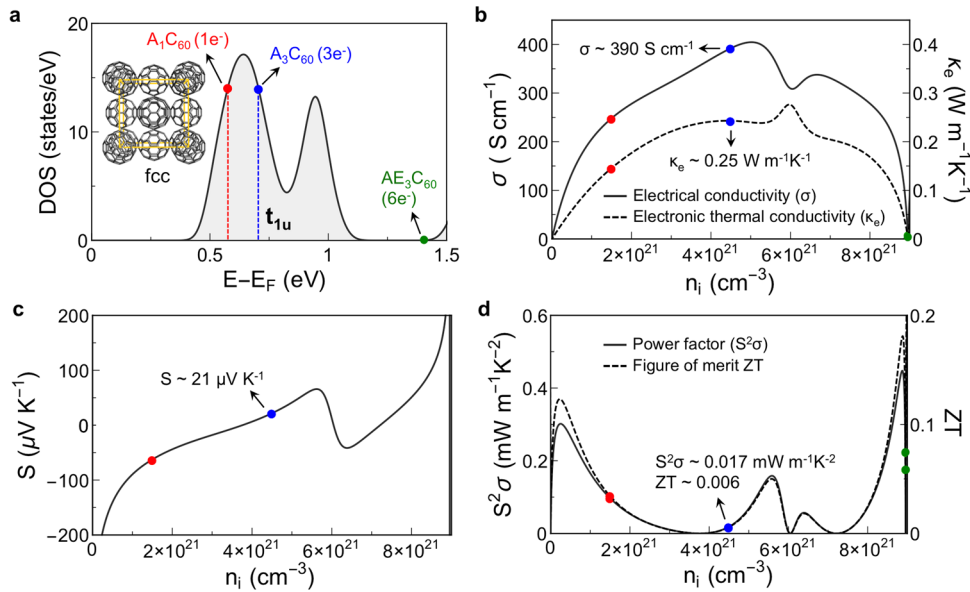 a
20
15
10
5
0
DOS (states/eV)
A₁C₆₀ (1e⁻)
A₃C₆₀ (3e⁻)
fcc
t₁ᵤ
AE₃C₆₀
(6e⁻)
0
0.5
1
1.5
E−E_F (eV)
b
400
300
200
100
0
σ ( S cm⁻¹)
σ ~ 390 S cm⁻¹
κₑ ~ 0.25 W m⁻¹K⁻¹
Electrical conductivity (σ)
Electronic thermal conductivity (κₑ)
0.4
0.3
0.2
0.1
0
κₑ (W m⁻¹K⁻¹)
0
2×10²¹
4×10²¹
6×10²¹
8×10²¹
nᵢ (cm⁻³)
c
200
100
0
−100
−200
S (μV K⁻¹)
S ~ 21 μV K⁻¹
0
2×10²¹
4×10²¹
6×10²¹
8×10²¹
nᵢ (cm⁻³)
d
0.6
0.4
0.2
0
S²σ (mW m⁻¹K⁻²)
Power factor (S²σ)
Figure of merit ZT
S²σ ~ 0.017 mW m⁻¹K⁻²
ZT ~ 0.006
0.2
0.1
0
ZT
0
2×10²¹
4×10²¹
6×10²¹
8×10²¹
nᵢ (cm⁻³)